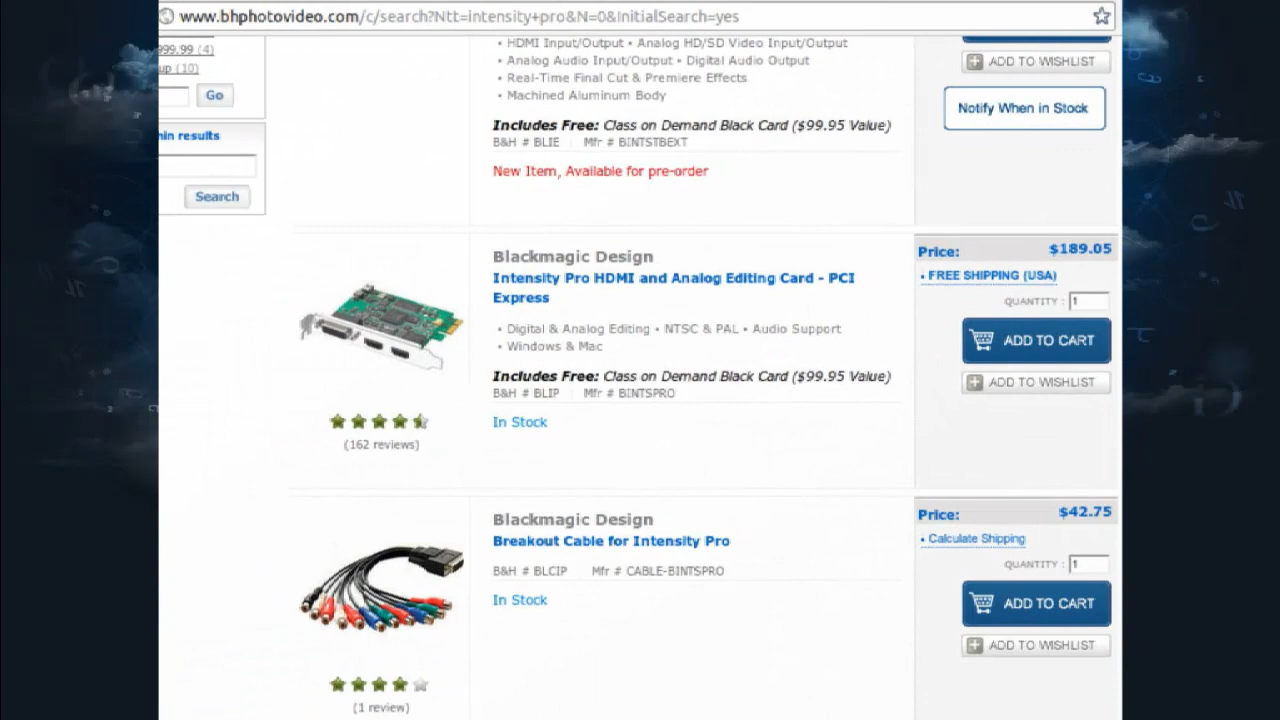 www.bhphotovideo.com/c/search?Ntt=intensity+pro&N=0&InitialSearch=yes
999.99 (4)
up (10)
Go
hin results
Search
• HDMI Input/Output • Analog HD/SD Video Input/Output
• Analog Audio Input/Output • Digital Audio Output
• Real-Time Final Cut & Premiere Effects
• Machined Aluminum Body
Includes Free: Class on Demand Black Card ($99.95 Value)
B&H # BLIE Mfr # BINTSTBEXT
New Item, Available for pre-order
ADD TO WISHLIST
Notify When in Stock
Blackmagic Design
Intensity Pro HDMI and Analog Editing Card - PCI
Express
• Digital & Analog Editing • NTSC & PAL • Audio Support
• Windows & Mac
Includes Free: Class on Demand Black Card ($99.95 Value)
B&H # BLIP Mfr # BINTSPRO
In Stock
(162 reviews)
Price: $189.05
• FREE SHIPPING (USA)
QUANTITY : 1
ADD TO CART
ADD TO WISHLIST
Blackmagic Design
Breakout Cable for Intensity Pro
B&H # BLCIP Mfr # CABLE-BINTSPRO
In Stock
(1 review)
Price: $42.75
• Calculate Shipping
QUANTITY : 1
ADD TO CART
ADD TO WISHLIST